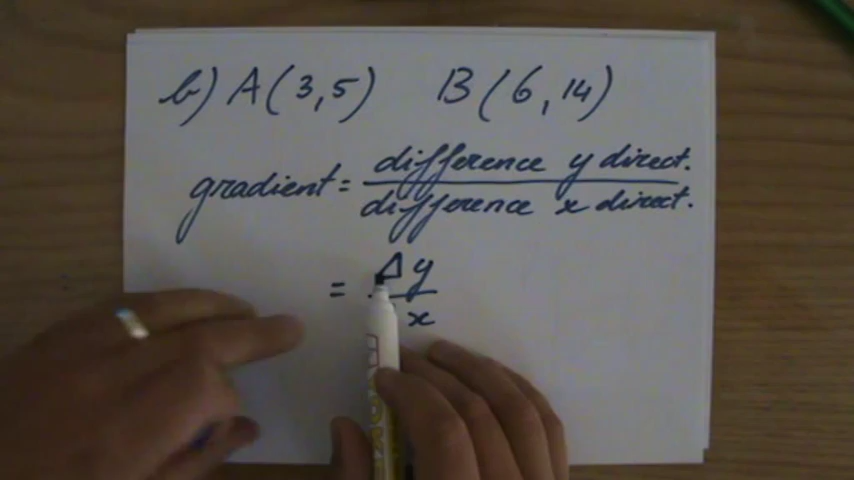 b) A(3,5) B(6,14)
gradient = difference y direct.
difference x direct.
= Δy
x